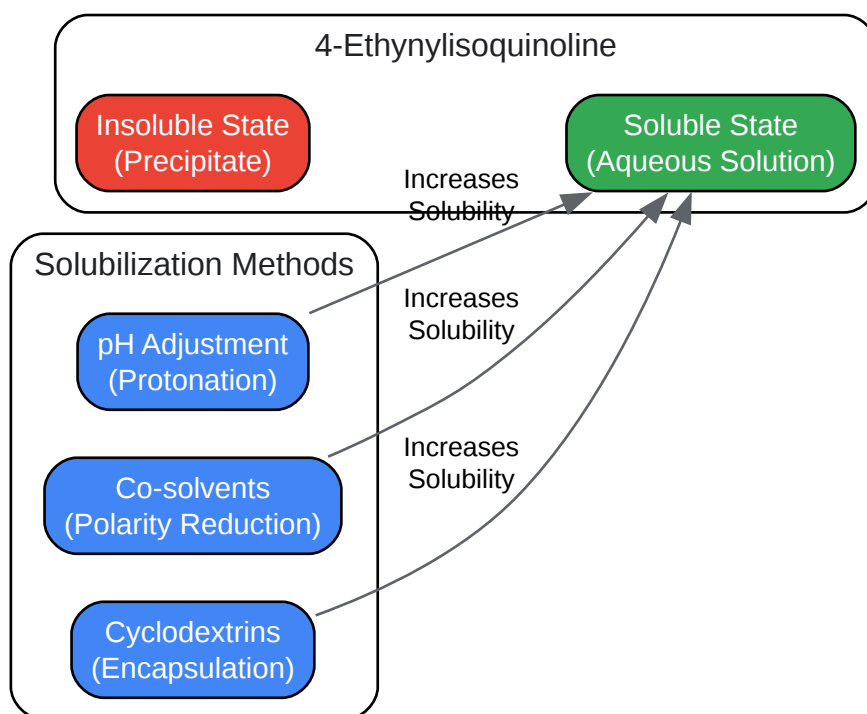 4-Ethynylisoquinoline
Insoluble State
(Precipitate)
Soluble State
(Aqueous Solution)
Increases
Solubility
Solubilization Methods
pH Adjustment
(Protonation)
Increases
Solubility
Co-solvents
(Polarity Reduction)
Increases
Solubility
Cyclodextrins
(Encapsulation)